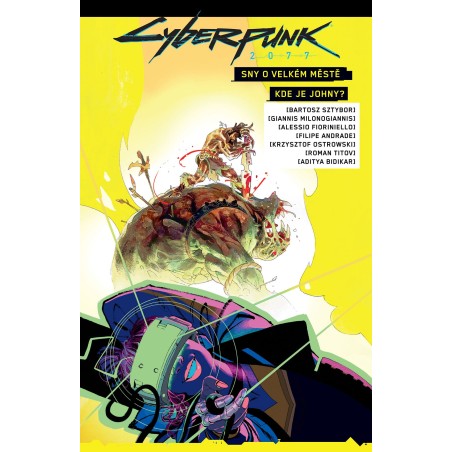 CYBERPUNK
2077
SNY O VELKÉM MĚSTĚ
KDE JE JOHNY?
[BARTOSZ SZTYBOR]
[GIANNIS MILONOGIANNIS]
[ALESSIO FIORINIELLO]
[FILIPE ANDRADE]
[KRZYSZTOF OSTROWSKI]
[ROMAN TITOV]
[ADITYA BIDIKAR]